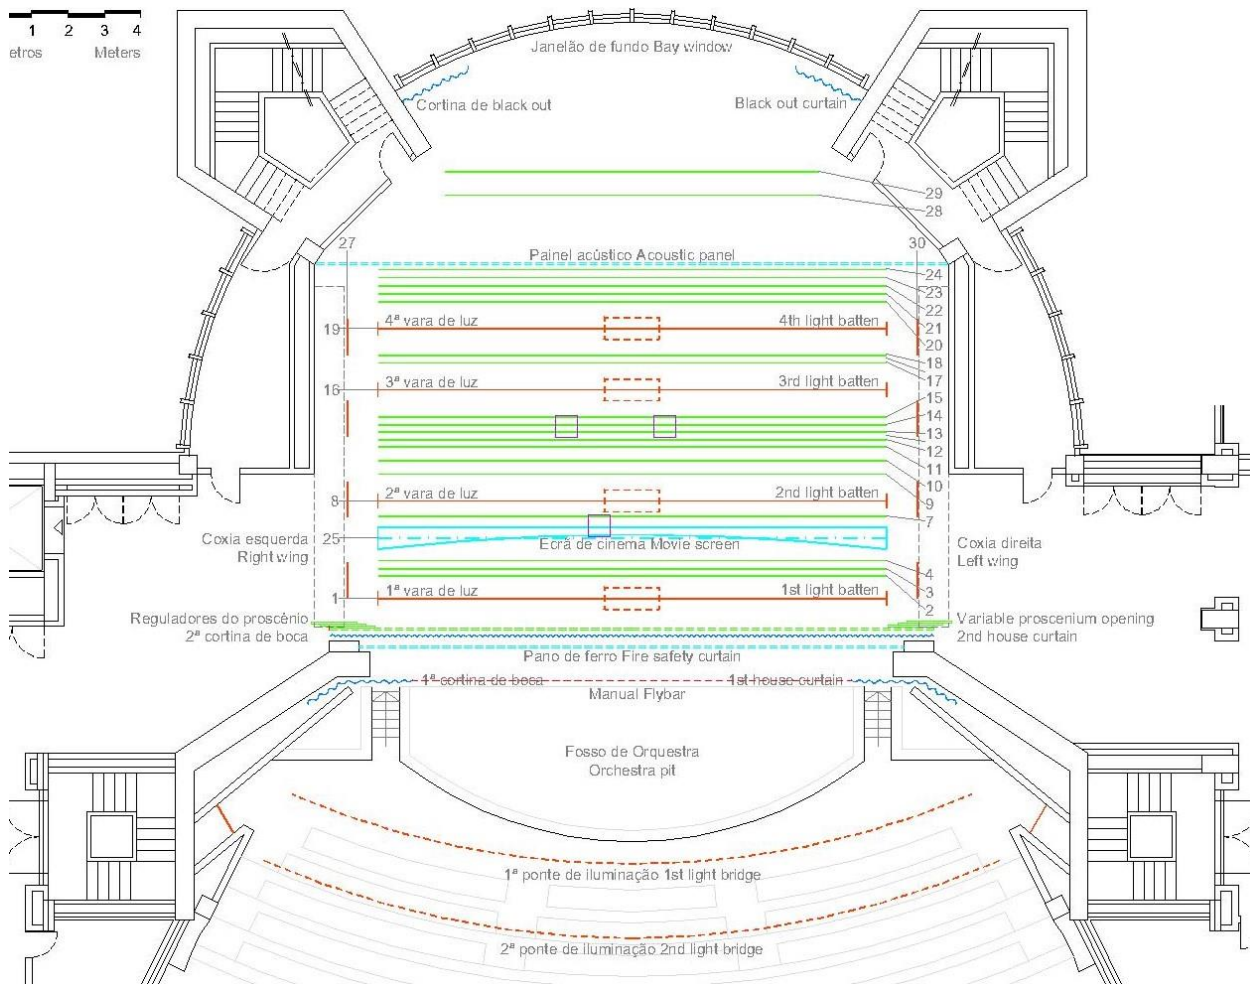 1 2 3 4
etros Meters
Janelão de fundo Bay window
Cortina de black out
Black out curtain
29
28
27
30
Painel acústico Acoustic panel
24
23
22
21
20
19
4ª vara de luz
4th light batten
18
17
16
3ª vara de luz
3rd light batten
15
14
13
12
11
10
9
8
2ª vara de luz
2nd light batten
7
Coxia esquerda
Right wing
25
Ecrã de cinema Movie screen
Coxia direita
Left wing
4
3
2
1
1ª vara de luz
1st light batten
Reguladores do proscénio
2ª cortina de boca
Variable proscenium opening
2nd house curtain
Pano de ferro Fire safety curtain
1ª cortina de boca
1st house curtain
Manual Flybar
Fosso de Orquestra
Orchestra pit
1ª ponte de iluminação 1st light bridge
2ª ponte de iluminação 2nd light bridge